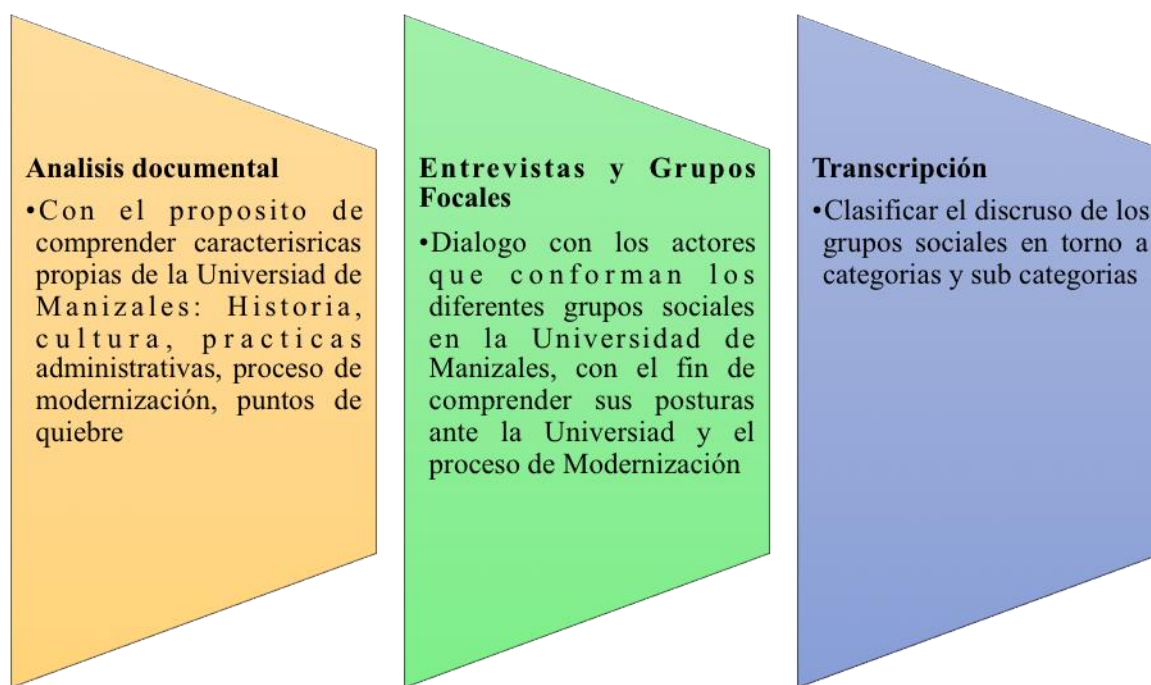 Analisis documental
•Con el proposito de
comprender caracterisricas
propias de la Universiad de
Manizales: Historia,
cultura, practicas
administrativas, proceso de
modernización, puntos de
quiebre
Entrevistas y Grupos
Focales
•Dialogo con los actores
que conforman los
diferentes grupos sociales
en la Universidad de
Manizales, con el fin de
comprender sus posturas
ante la Universiad y el
proceso de Modernización
Transcripción
•Clasificar el discruso de los
grupos sociales en torno a
categorias y sub categorias